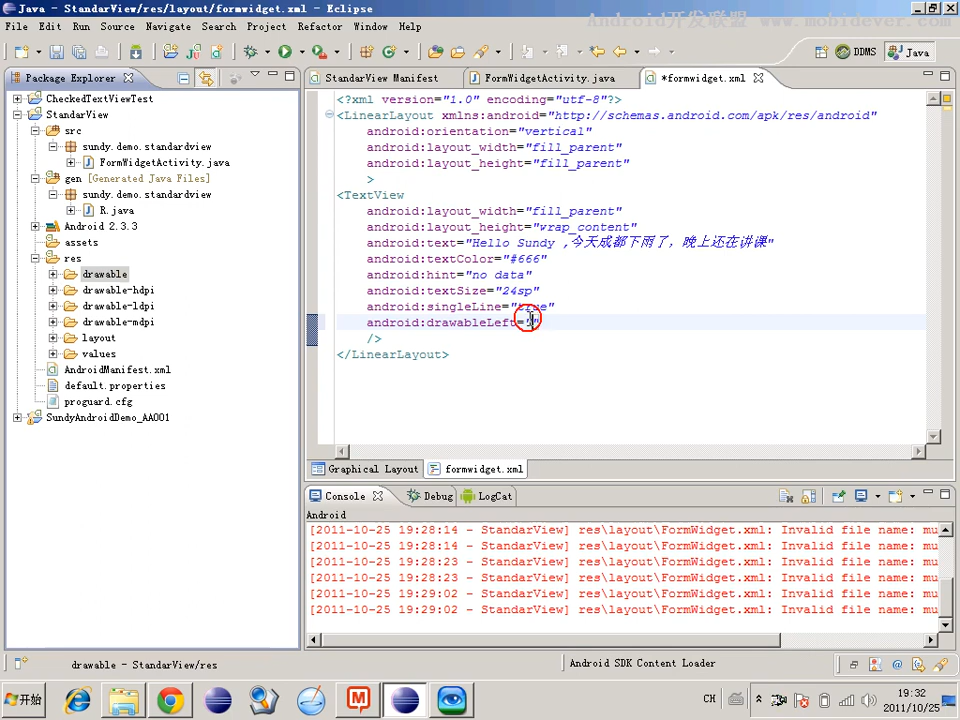 Java - StandarView/res/layout/formwidget.xml - Eclipse
Android开发联盟 www.mobidever.com
File Edit Run Source Navigate Search Project Refactor Window Help
DDMS Java
Package Explorer
StandarView Manifest FormWidgetActivity.java *formwidget.xml
CheckedTextViewTest
StandarView
src
sundy.demo.standardview
FormWidgetActivity.java
gen [Generated Java Files]
sundy.demo.standardview
R.java
Android 2.3.3
assets
res
drawable
drawable-hdpi
drawable-ldpi
drawable-mdpi
layout
values
AndroidManifest.xml
default.properties
proguard.cfg
SundyAndroidDemo_AA001
<?xml version="1.0" encoding="utf-8"?>
<LinearLayout xmlns:android="http://schemas.android.com/apk/res/android"
android:orientation="vertical"
android:layout_width="fill_parent"
android:layout_height="fill_parent"
>
<TextView
android:layout_width="fill_parent"
android:layout_height="wrap_content"
android:text="Hello Sundy ,今天成都下雨了，晚上还在讲课"
android:textColor="#666"
android:hint="no data"
android:textSize="24sp"
android:singleLine="true"
android:drawableLeft="
/>
</LinearLayout>
Graphical Layout formwidget.xml
Console Debug LogCat
Android
[2011-10-25 19:28:14 - StandarView] res\layout\FormWidget.xml: Invalid file name: mu
[2011-10-25 19:28:14 - StandarView] res\layout\FormWidget.xml: Invalid file name: mu
[2011-10-25 19:28:23 - StandarView] res\layout\FormWidget.xml: Invalid file name: mu
[2011-10-25 19:28:23 - StandarView] res\layout\FormWidget.xml: Invalid file name: mu
[2011-10-25 19:29:02 - StandarView] res\layout\FormWidget.xml: Invalid file name: mu
[2011-10-25 19:29:02 - StandarView] res\layout\FormWidget.xml: Invalid file name: mu
drawable - StandarView/res
Android SDK Content Loader
开始
CH
19:32
2011/10/25